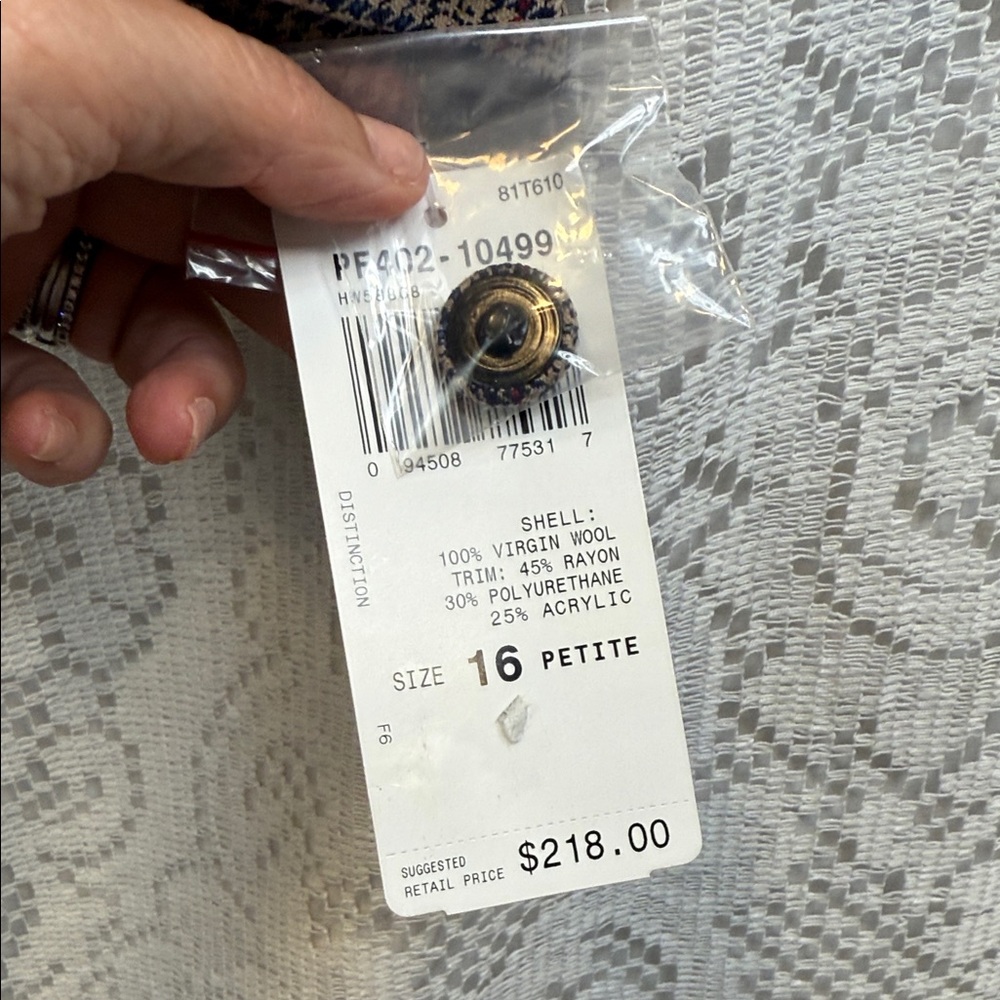 81T610
PF402-10499
0 94508 77531 7
DISTINCTION
SHELL:
100% VIRGIN WOOL
TRIM: 45% RAYON
30% POLYURETHANE
25% ACRYLIC
SIZE 16 PETITE
F6
SUGGESTED
RETAIL PRICE $218.00